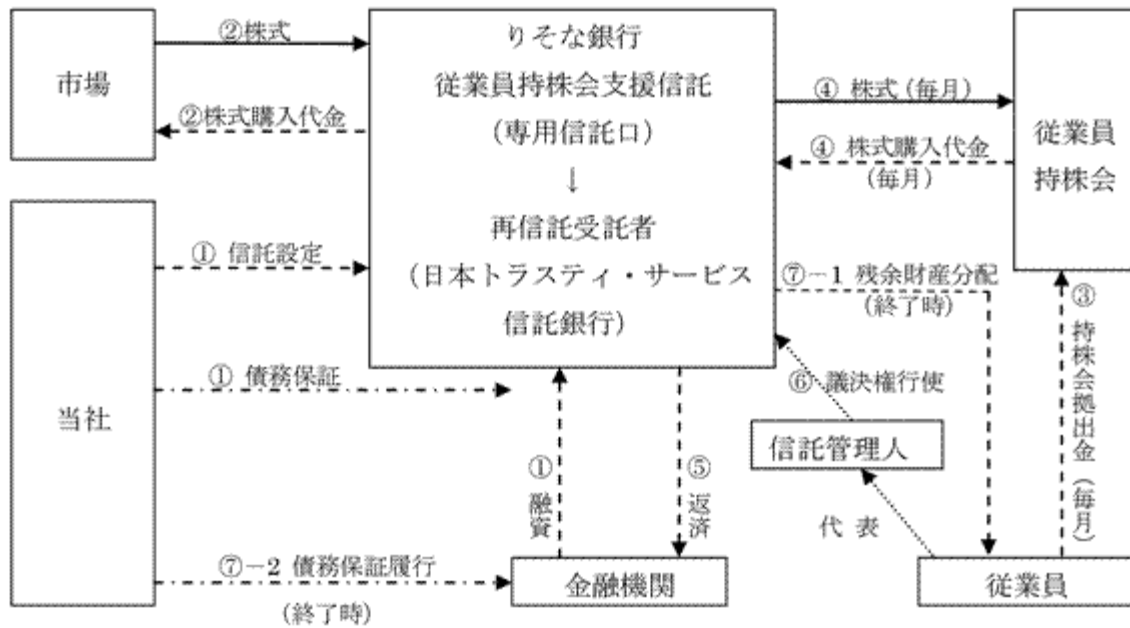 ②株式
市場
②株式購入代金
りそな銀行
従業員持株会支援信託
(専用信託口)
↓
再信託受託者
(日本トラスティ・サービス
信託銀行)
④ 株式 (毎月)
④ 株式購入代金
(毎月)
従業員
持株会
① 信託設定
⑦－1 残余財産分配
(終了時)
③ 持株会拠出金 (毎月)
① 債務保証
当社
⑥ 議決権行使
信託管理人
① 融資
⑤ 返済
代 表
⑦－2 債務保証履行
(終了時)
金融機関
従業員